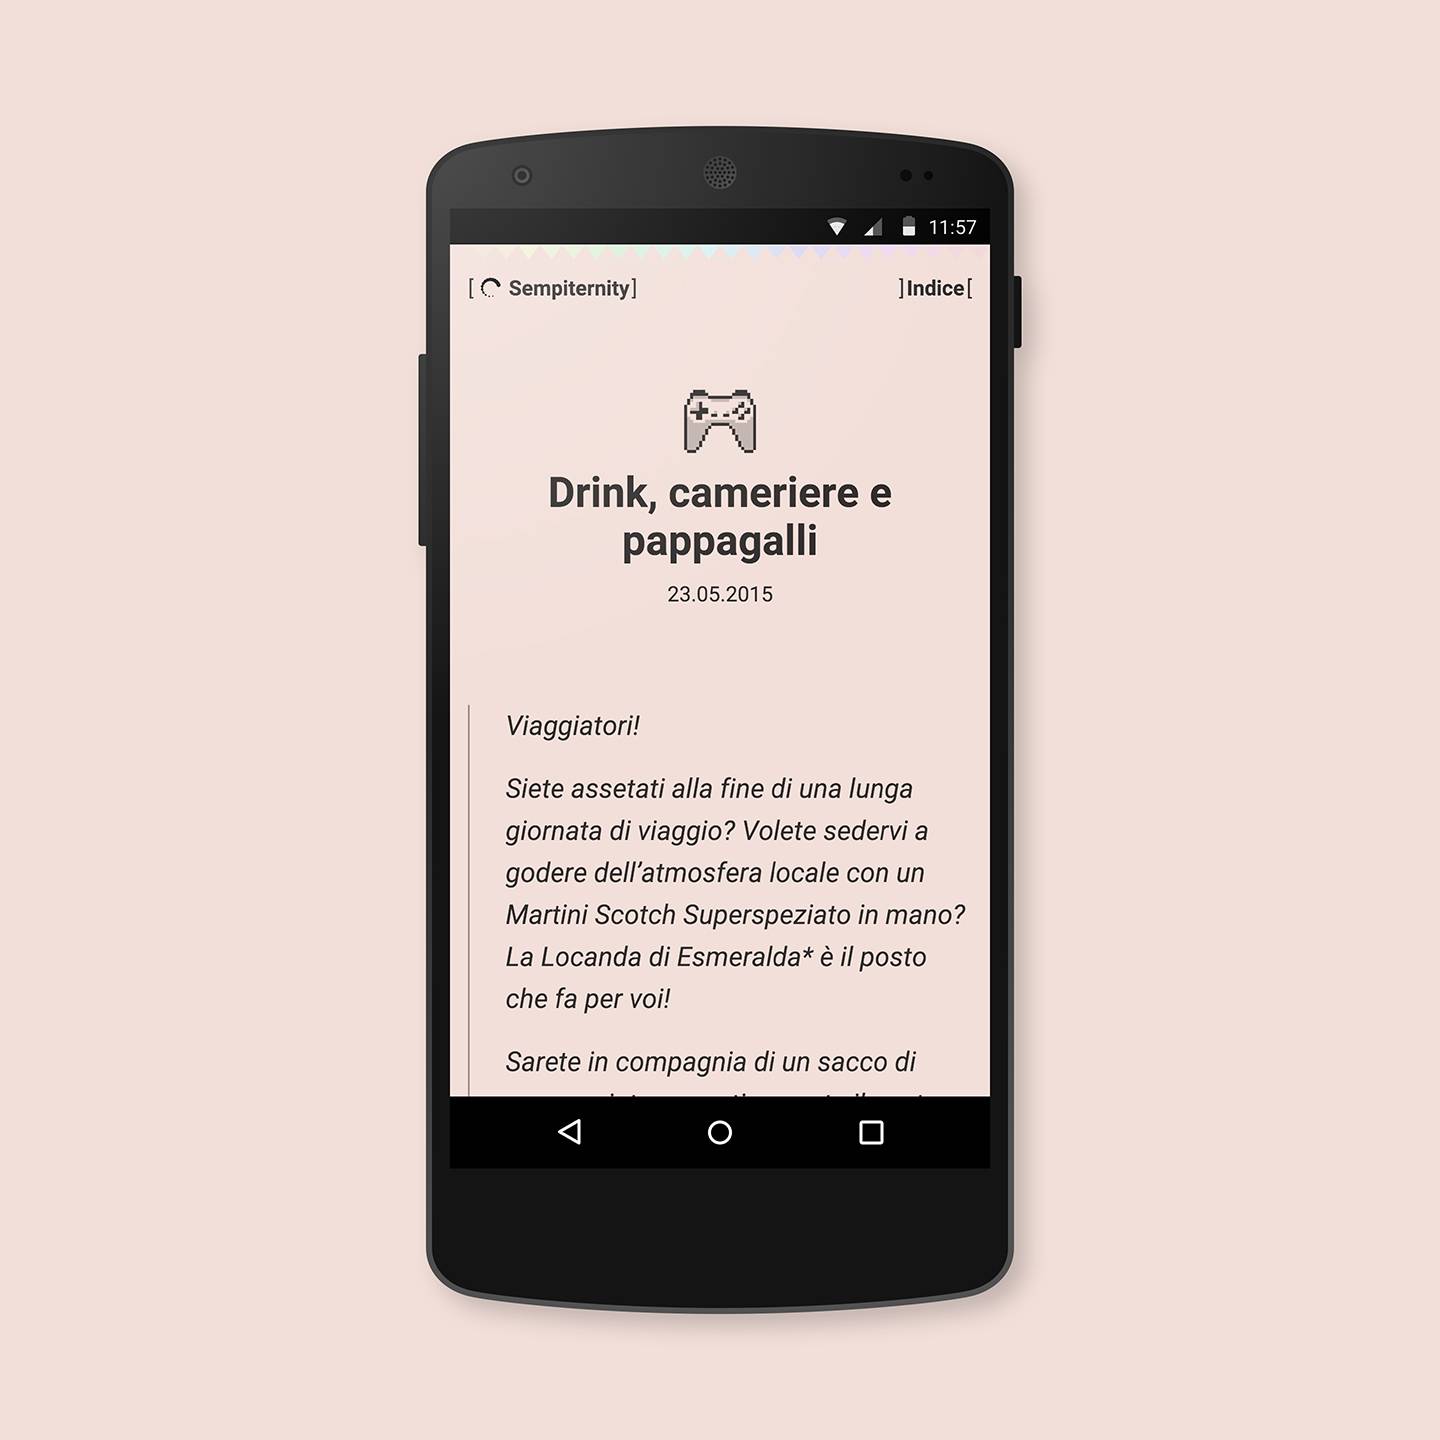 11:57
[ Sempiternity]
]Indice[
Drink, cameriere e
pappagalli
23.05.2015
Viaggiatori!
Siete assetati alla fine di una lunga
giornata di viaggio? Volete sedervi a
godere dell’atmosfera locale con un
Martini Scotch Superspeziato in mano?
La Locanda di Esmeralda* è il posto
che fa per voi!
Sarete in compagnia di un sacco di